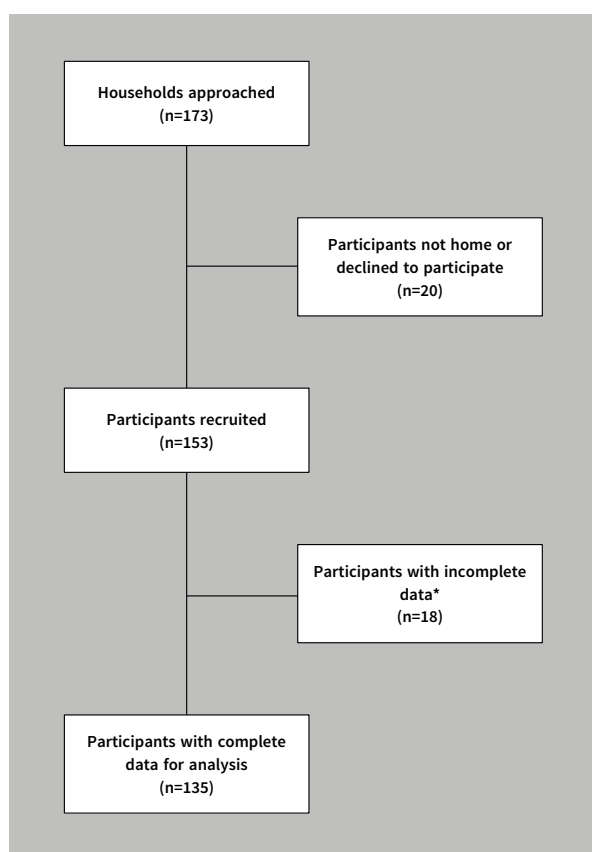 Households approached
(n=173)
Participants not home or
declined to participate
(n=20)
Participants recruited
(n=153)
Participants with incomplete
data*
(n=18)
Participants with complete
data for analysis
(n=135)